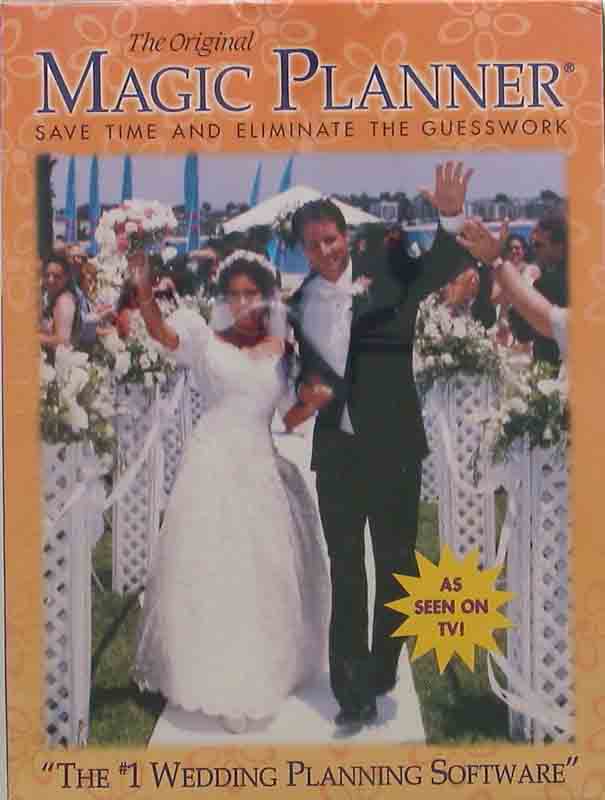 The Original
MAGIC PLANNER®
SAVE TIME AND ELIMINATE THE GUESSWORK
AS
SEEN ON
TV!
"THE #1 WEDDING PLANNING SOFTWARE"